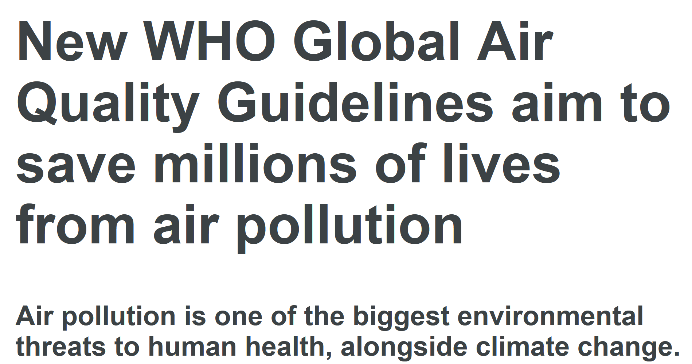 New WHO Global Air
Quality Guidelines aim to
save millions of lives
from air pollution
Air pollution is one of the biggest environmental
threats to human health, alongside climate change.